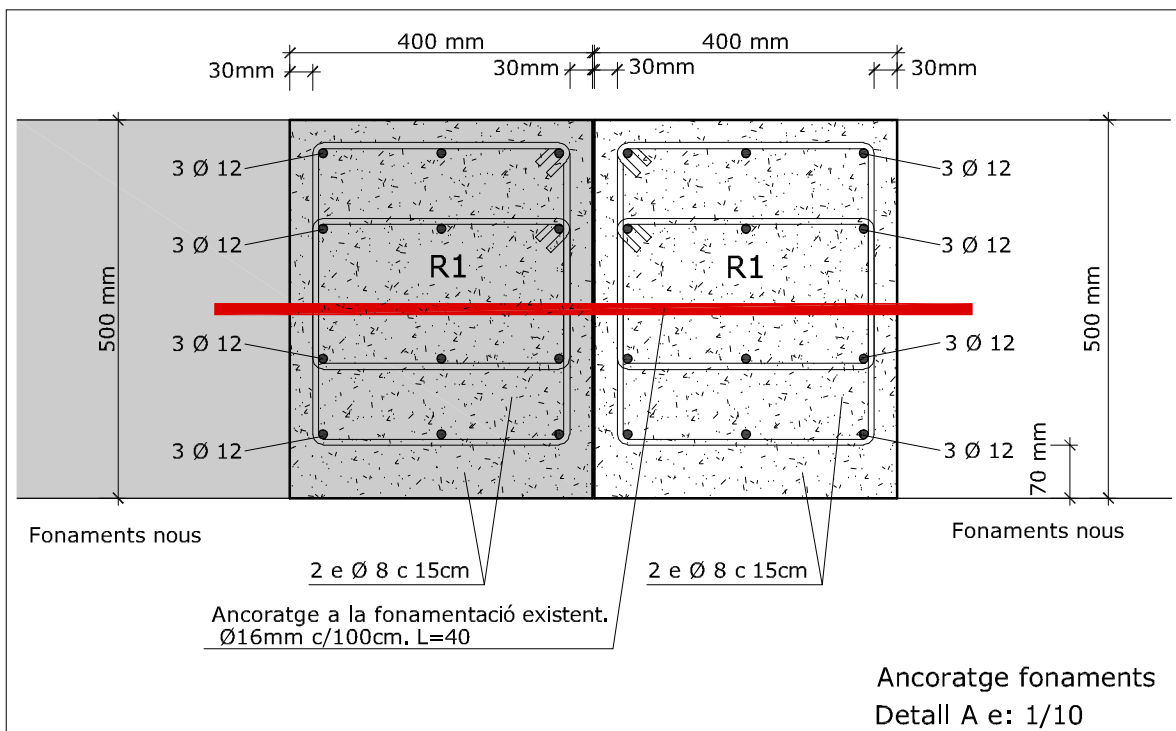 400 mm
400 mm
30mm
30mm
30mm
30mm
3 Ø 12
3 Ø 12
3 Ø 12
3 Ø 12
R1
R1
500 mm
500 mm
3 Ø 12
3 Ø 12
3 Ø 12
3 Ø 12
70 mm
Fonaments nous
Fonaments nous
2 e Ø 8 c 15cm
2 e Ø 8 c 15cm
Ancoratge a la fonamentació existent.
Ø16mm c/100cm. L=40
Ancoratge fonaments
Detall A e: 1/10